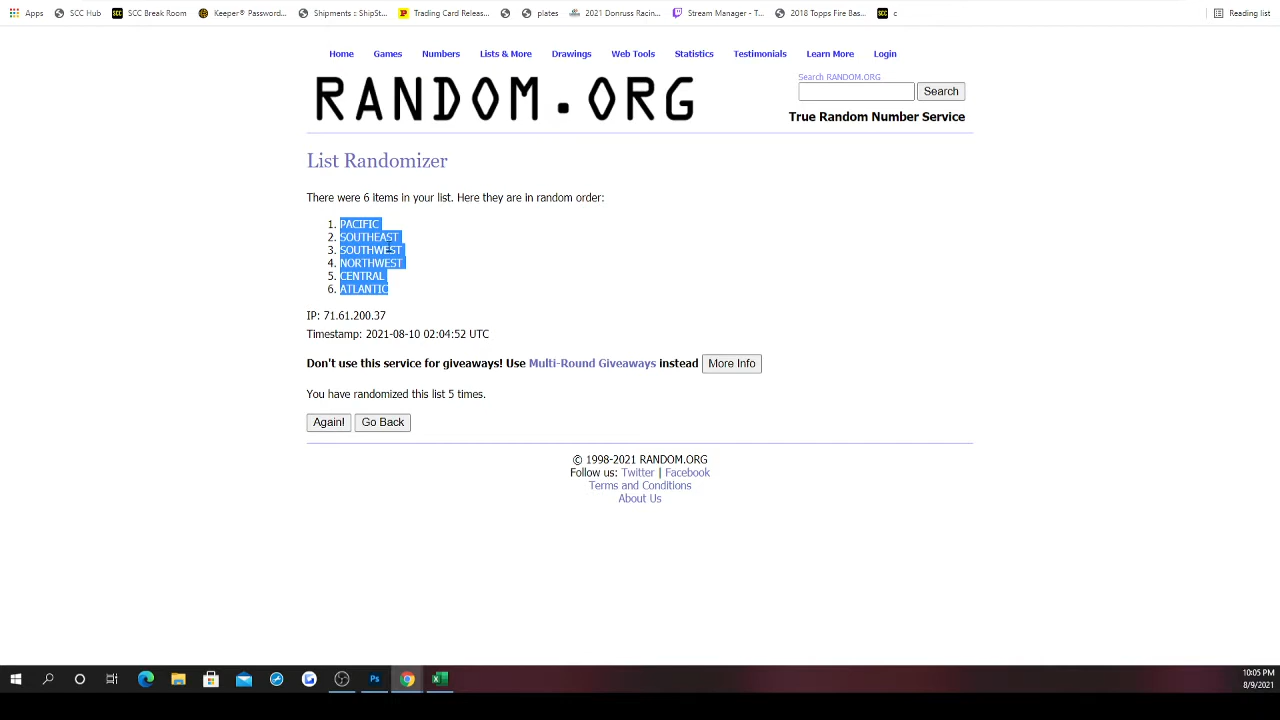 Apps SCC Hub SCC Break Room Keeper® Password... Shipments :: ShipSt... Trading Card Releas... plates 2021 Donruss Racin... Stream Manager - T... 2018 Topps Fire Bas... c Reading list
Home Games Numbers Lists & More Drawings Web Tools Statistics Testimonials Learn More Login
RANDOM.ORG
Search RANDOM.ORG
Search
True Random Number Service
List Randomizer
There were 6 items in your list. Here they are in random order:
1. PACIFIC
2. SOUTHEAST
3. SOUTHWEST
4. NORTHWEST
5. CENTRAL
6. ATLANTIC
IP: 71.61.200.37
Timestamp: 2021-08-10 02:04:52 UTC
Don't use this service for giveaways! Use Multi-Round Giveaways instead More Info
You have randomized this list 5 times.
Again! Go Back
© 1998-2021 RANDOM.ORG
Follow us: Twitter | Facebook
Terms and Conditions
About Us
10:05 PM
8/9/2021